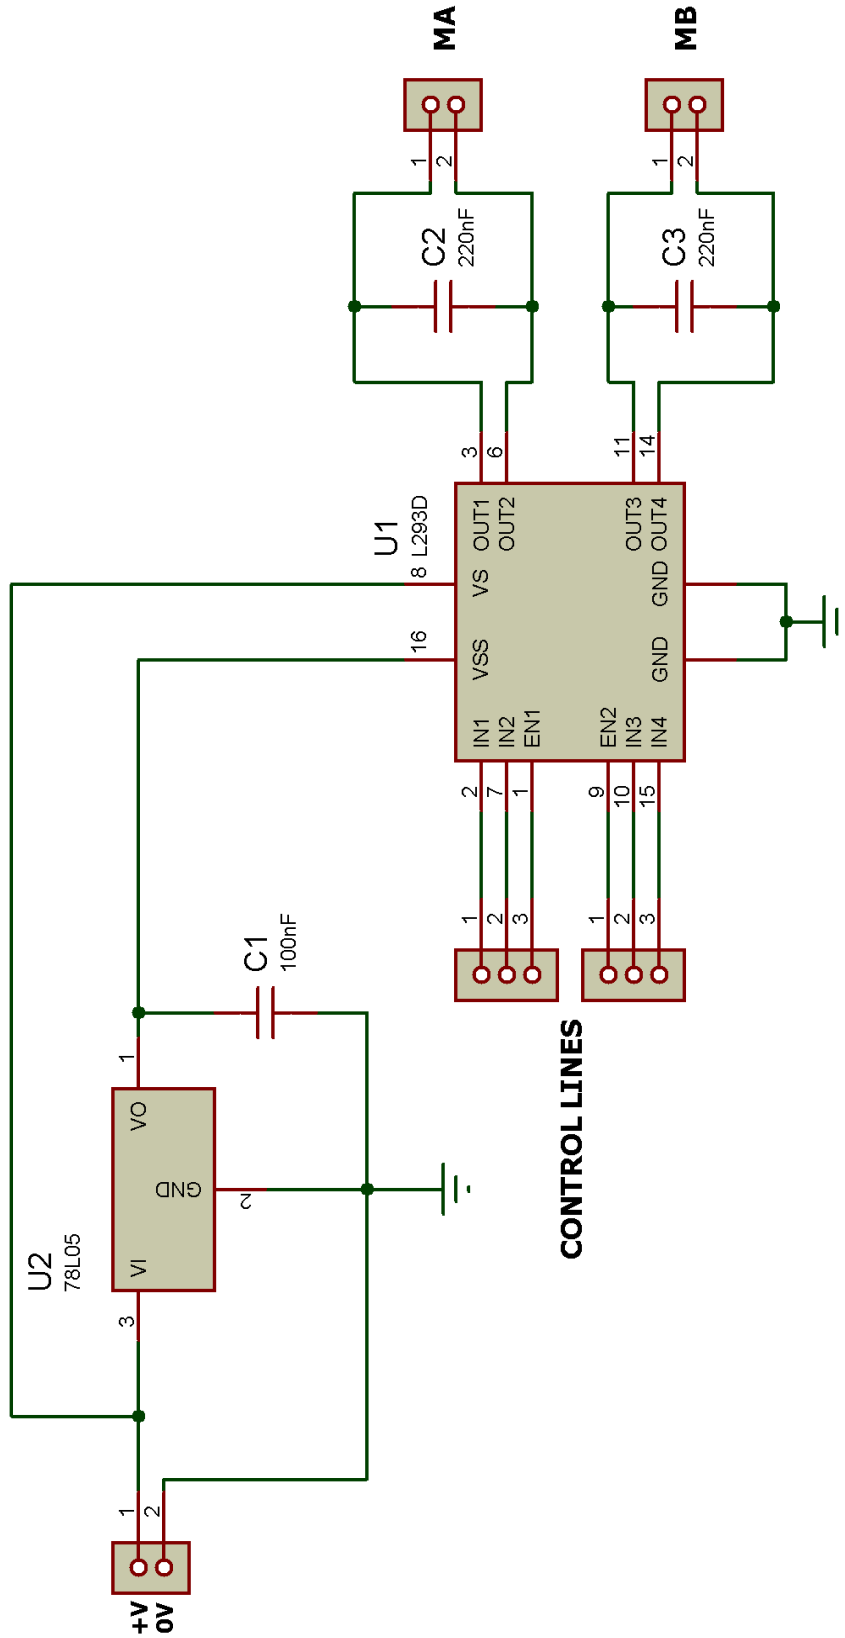 U2
78L05
+V
0V
1
2
3
VI
VO
1
GND
2
C1
100nF
U1
L293D
16
8
VSS
VS
1
2
3
2
7
1
IN1
IN2
EN1
OUT1
OUT2
3
6
C2
220nF
1
2
MA
CONTROL LINES
1
2
3
9
10
15
EN2
IN3
IN4
GND
GND
OUT3
OUT4
11
14
C3
220nF
1
2
MB